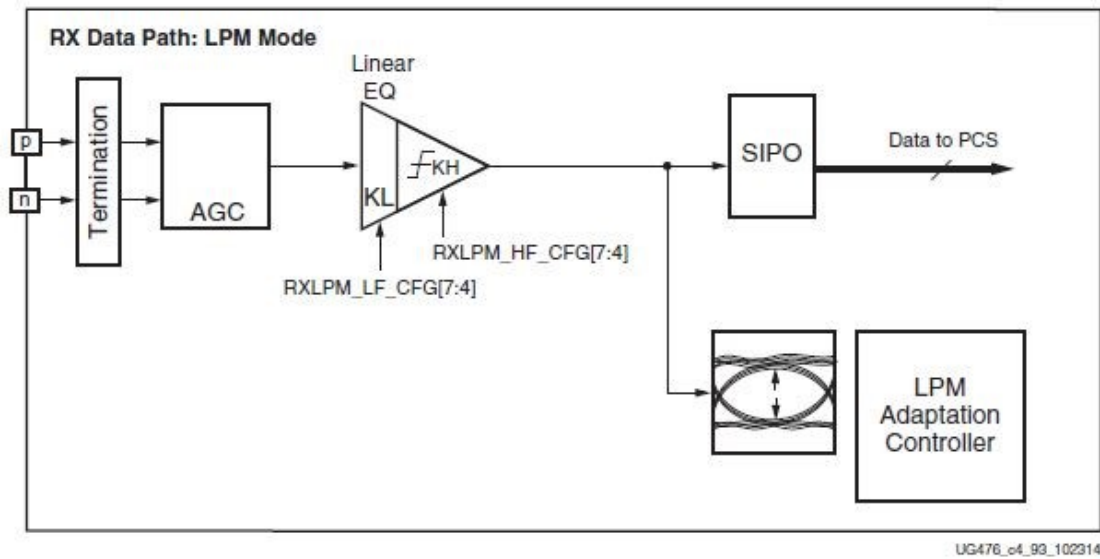 RX Data Path: LPM Mode
Linear
EQ
p
n
Termination
AGC
KL
KH
SIPO
Data to PCS
RXLPM_HF_CFG[7:4]
RXLPM_LF_CFG[7:4]
LPM
Adaptation
Controller
UG476_c4_93_102314